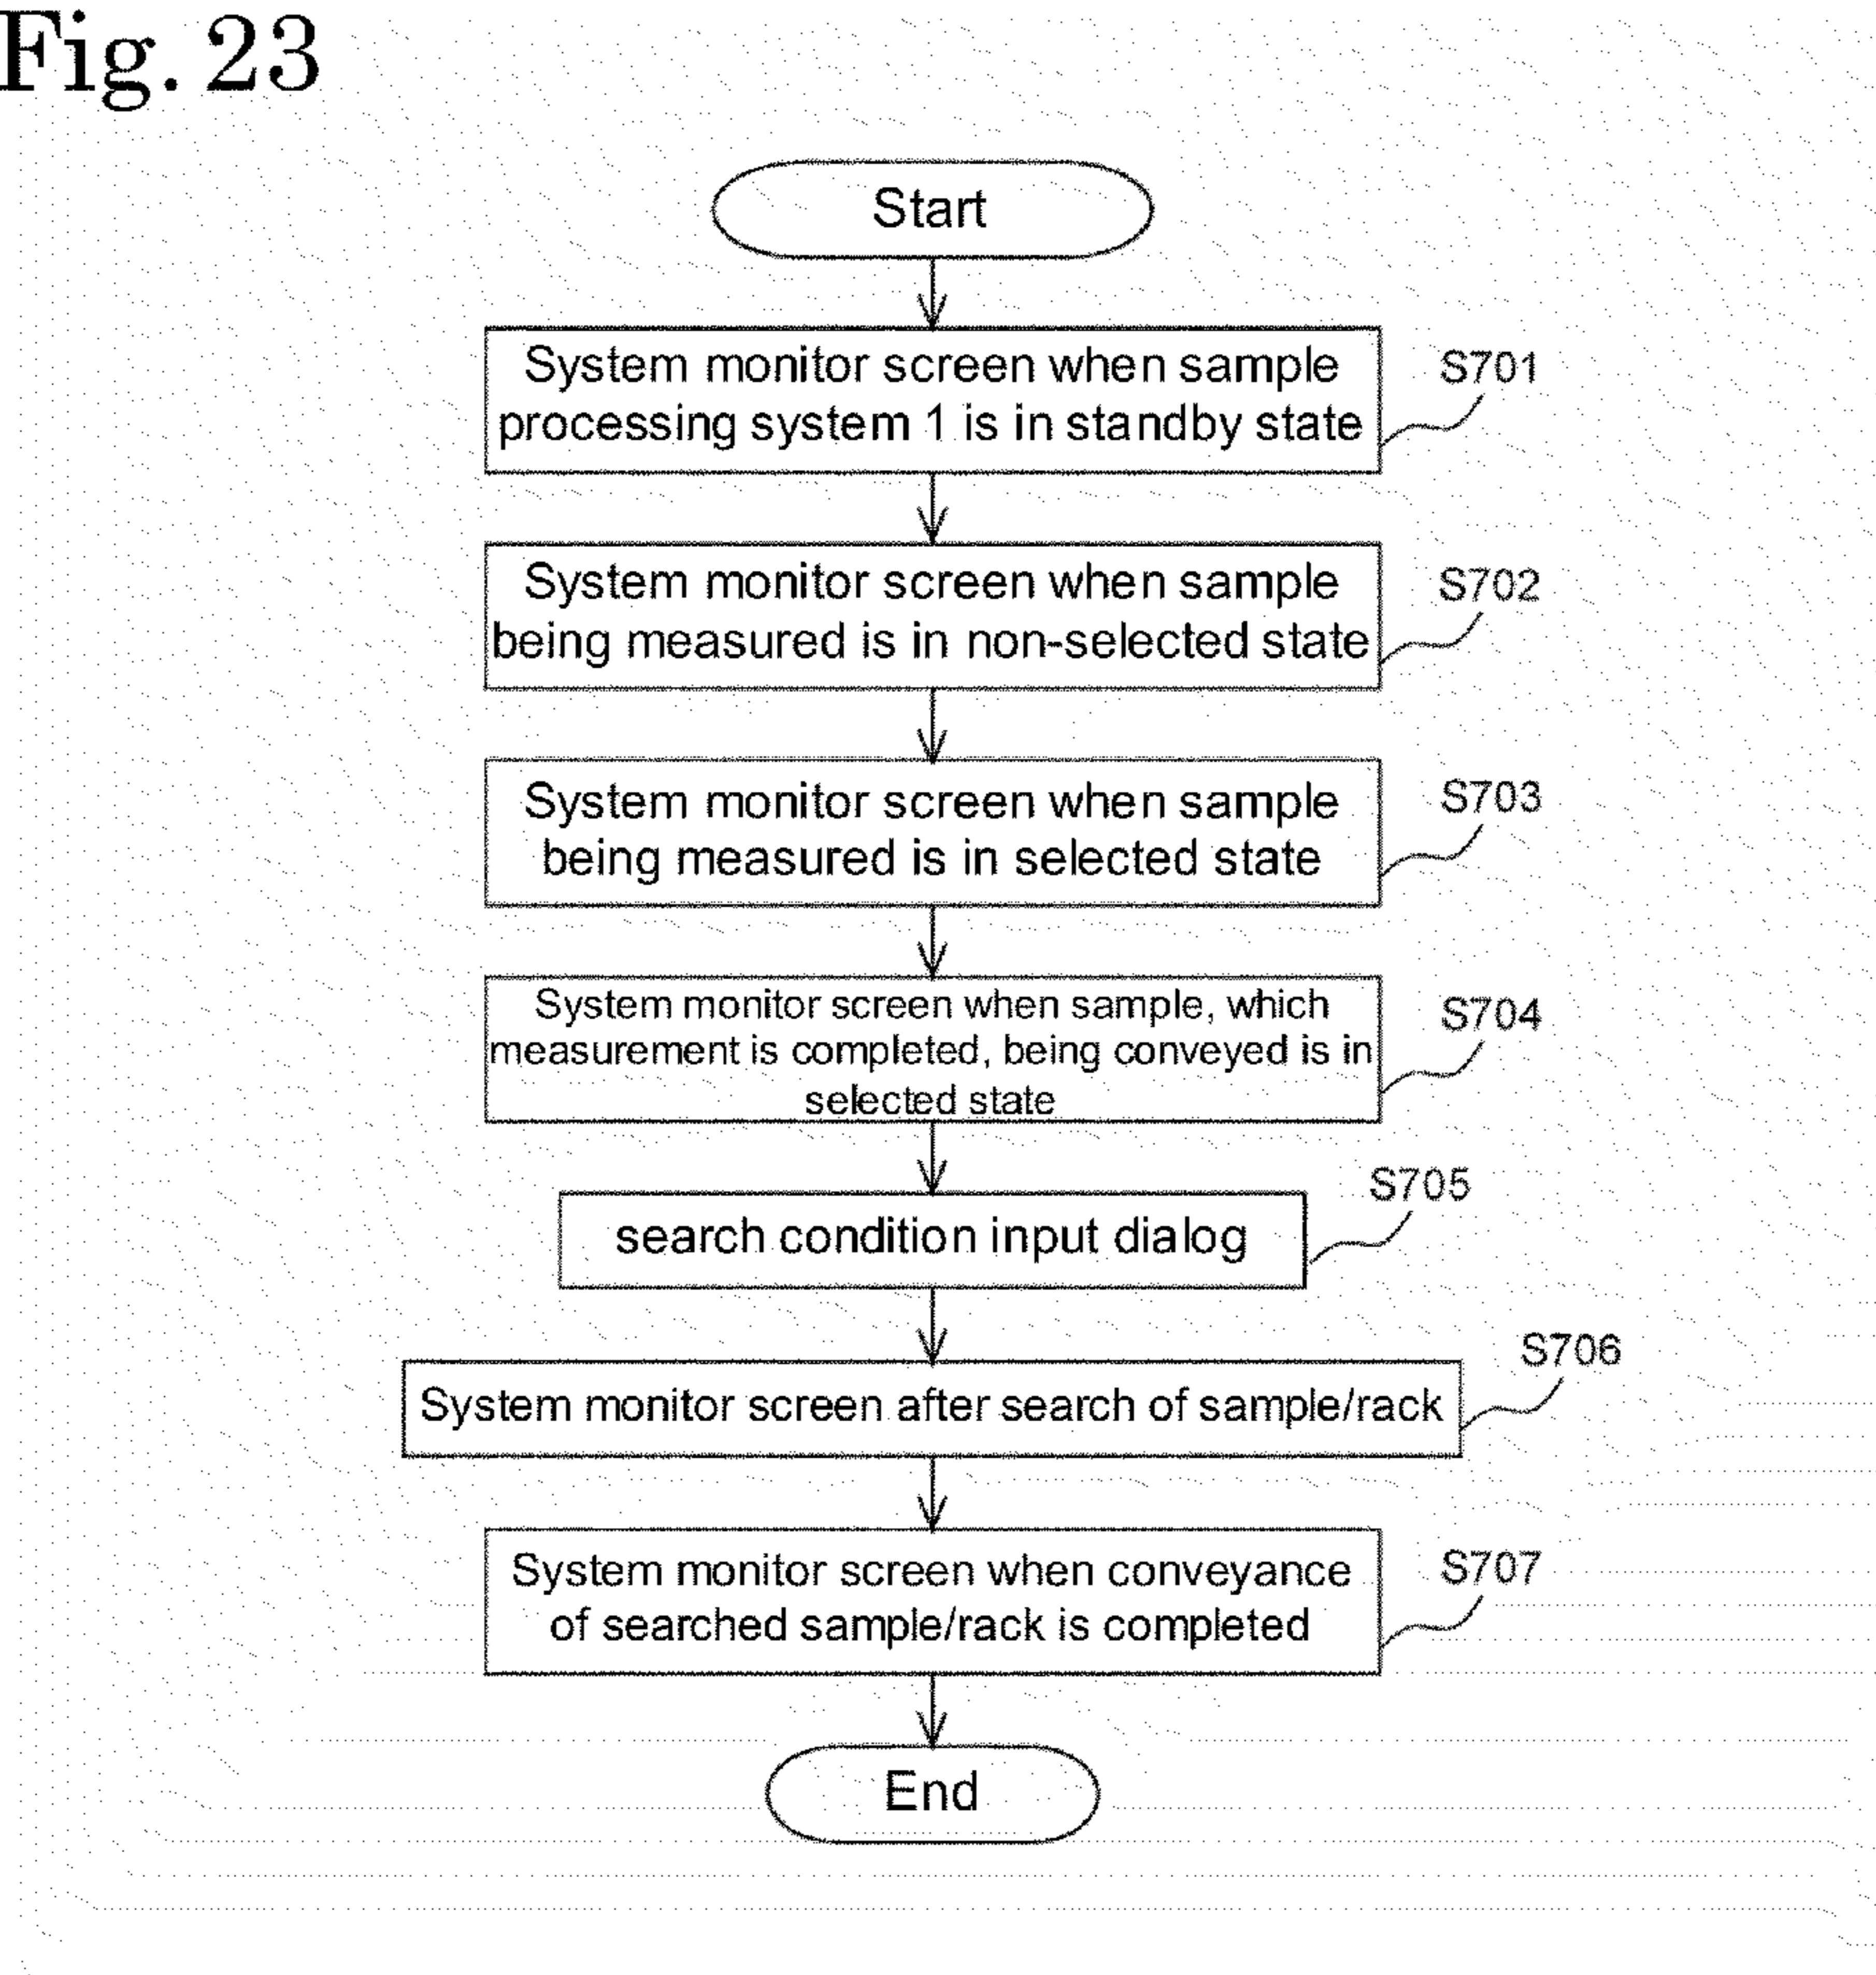 Fig. 23
Start
System monitor screen when sample
processing system 1 is in standby state
S701
System monitor screen when sample
being measured is in non-selected state
S702
System monitor screen when sample
being measured is in selected state
S703
System monitor screen when sample, which
measurement is completed, being conveyed is in
selected state
S704
search condition input dialog
S705
System monitor screen after search of sample/rack
S706
System monitor screen when conveyance
of searched sample/rack is completed
S707
End